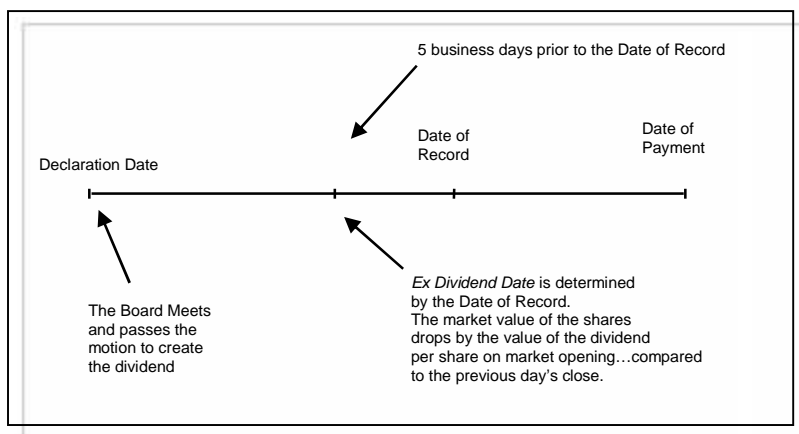 5 business days prior to the Date of Record
Date of
Record
Date of
Payment
Declaration Date
The Board Meets
and passes the
motion to create
the dividend
Ex Dividend Date is determined
by the Date of Record.
The market value of the shares
drops by the value of the dividend
per share on market opening…compared
to the previous day's close.